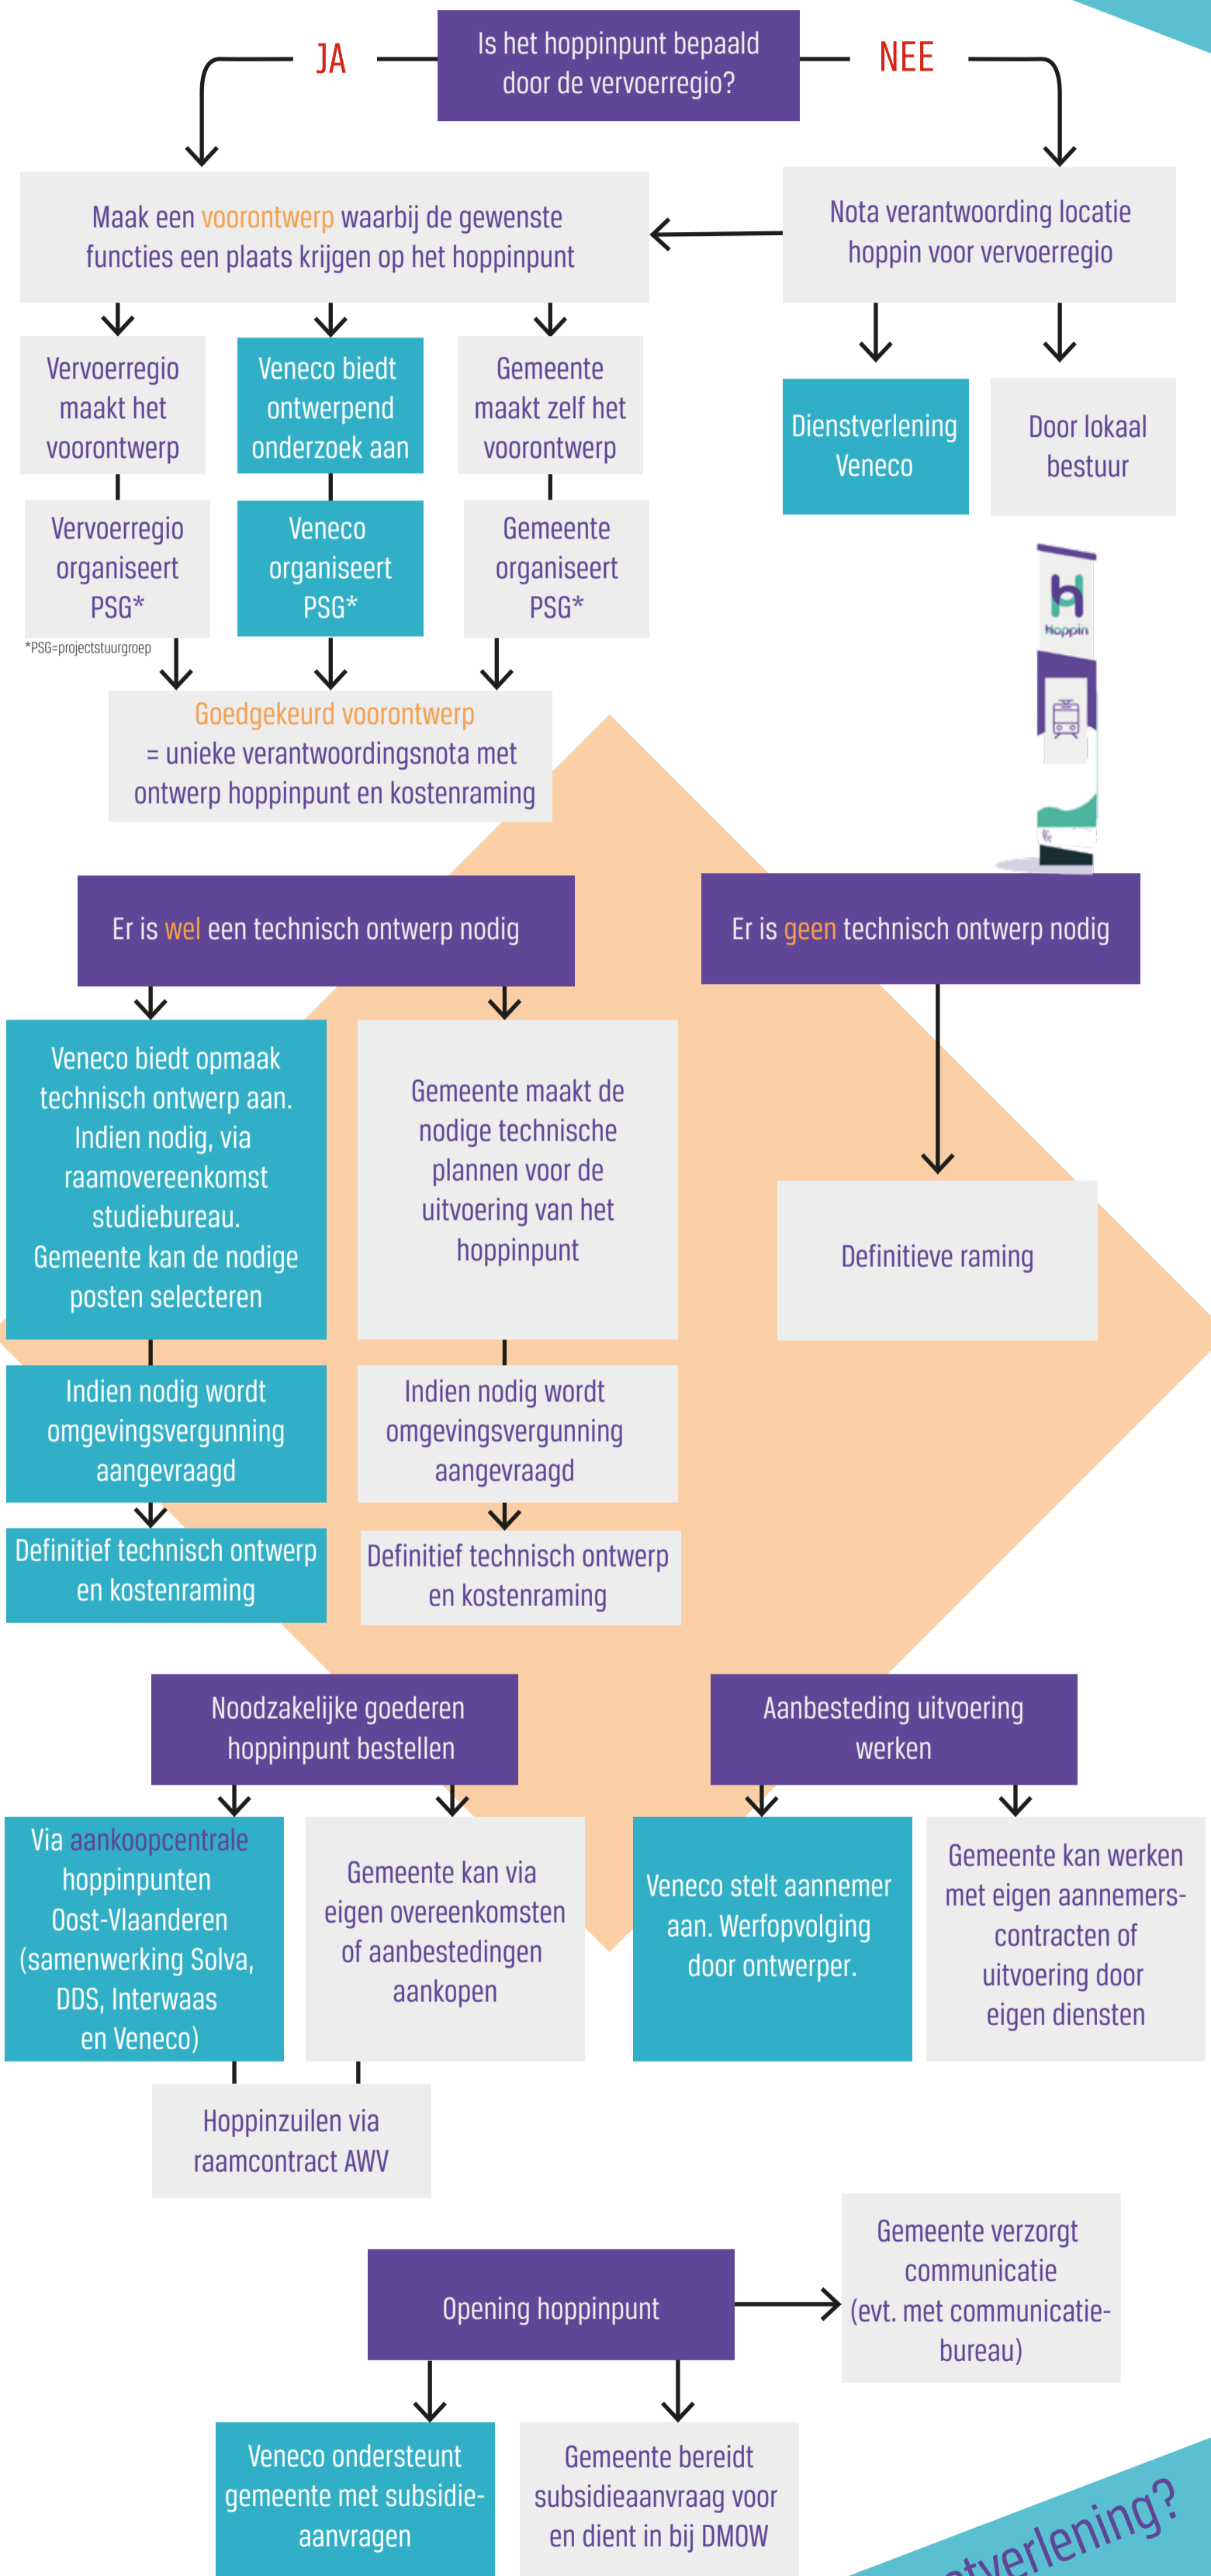 Is het hoppinpunt bepaald
door de vervoerregio?
JA
NEE
Maak een voorontwerp waarbij de gewenste
functies een plaats krijgen op het hoppinpunt
Nota verantwoording locatie
hoppin voor vervoerregio
Vervoerregio
maakt het
voorontwerp
Veneco biedt
ontwerpend
onderzoek aan
Gemeente
maakt zelf het
voorontwerp
Dienstverlening
Veneco
Door lokaal
bestuur
Vervoerregio
organiseert
PSG*
Veneco
organiseert
PSG*
Gemeente
organiseert
PSG*
*PSG=projectstuurgroep
Hoppin
Goedgekeurd voorontwerp
= unieke verantwoordingsnota met
ontwerp hoppinpunt en kostenraming
Er is wel een technisch ontwerp nodig
Er is geen technisch ontwerp nodig
Veneco biedt opmaak
technisch ontwerp aan.
Indien nodig, via
raamovereenkomst
studiebureau.
Gemeente kan de nodige
posten selecteren
Gemeente maakt de
nodige technische
plannen voor de
uitvoering van het
hoppinpunt
Definitieve raming
Indien nodig wordt
omgevingsvergunning
aangevraagd
Indien nodig wordt
omgevingsvergunning
aangevraagd
Definitief technisch ontwerp
en kostenraming
Definitief technisch ontwerp
en kostenraming
Noodzakelijke goederen
hoppinpunt bestellen
Aanbesteding uitvoering
werken
Via aankoopcentrale
hoppinpunten
Oost-Vlaanderen
(samenwerking Solva,
DDS, Interwaas
en Veneco)
Gemeente kan via
eigen overeenkomsten
of aanbestedingen
aankopen
Veneco stelt aannemer
aan. Werfopvolging
door ontwerper.
Gemeente kan werken
met eigen aannemers-
contracten of
uitvoering door
eigen diensten
Hoppinzuilen via
raamcontract AWV
Opening hoppinpunt
Gemeente verzorgt
communicatie
(evt. met communicatie-
bureau)
Veneco ondersteunt
gemeente met subsidie-
aanvragen
Gemeente bereidt
subsidieaanvraag voor
en dient in bij DMOW
tverlening?